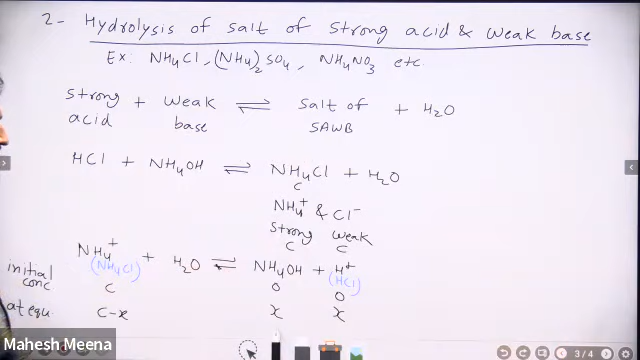 2- Hydrolysis of salt of strong acid & weak base
Ex: NH4Cl, (NH4)2 SO4, NH4NO3 etc.
strong + weak ⇌ salt of + H2O
acid base SAWB
HCl + NH4OH ⇌ NH4Cl + H2O
c
NH4+ & Cl-
strong weak
c c
NH4+ + H2O ⇌ NH4OH + H+
(NH4Cl) (HCl)
initial conc c 0 0
at equ c-x x x
Mahesh Meena
3/4